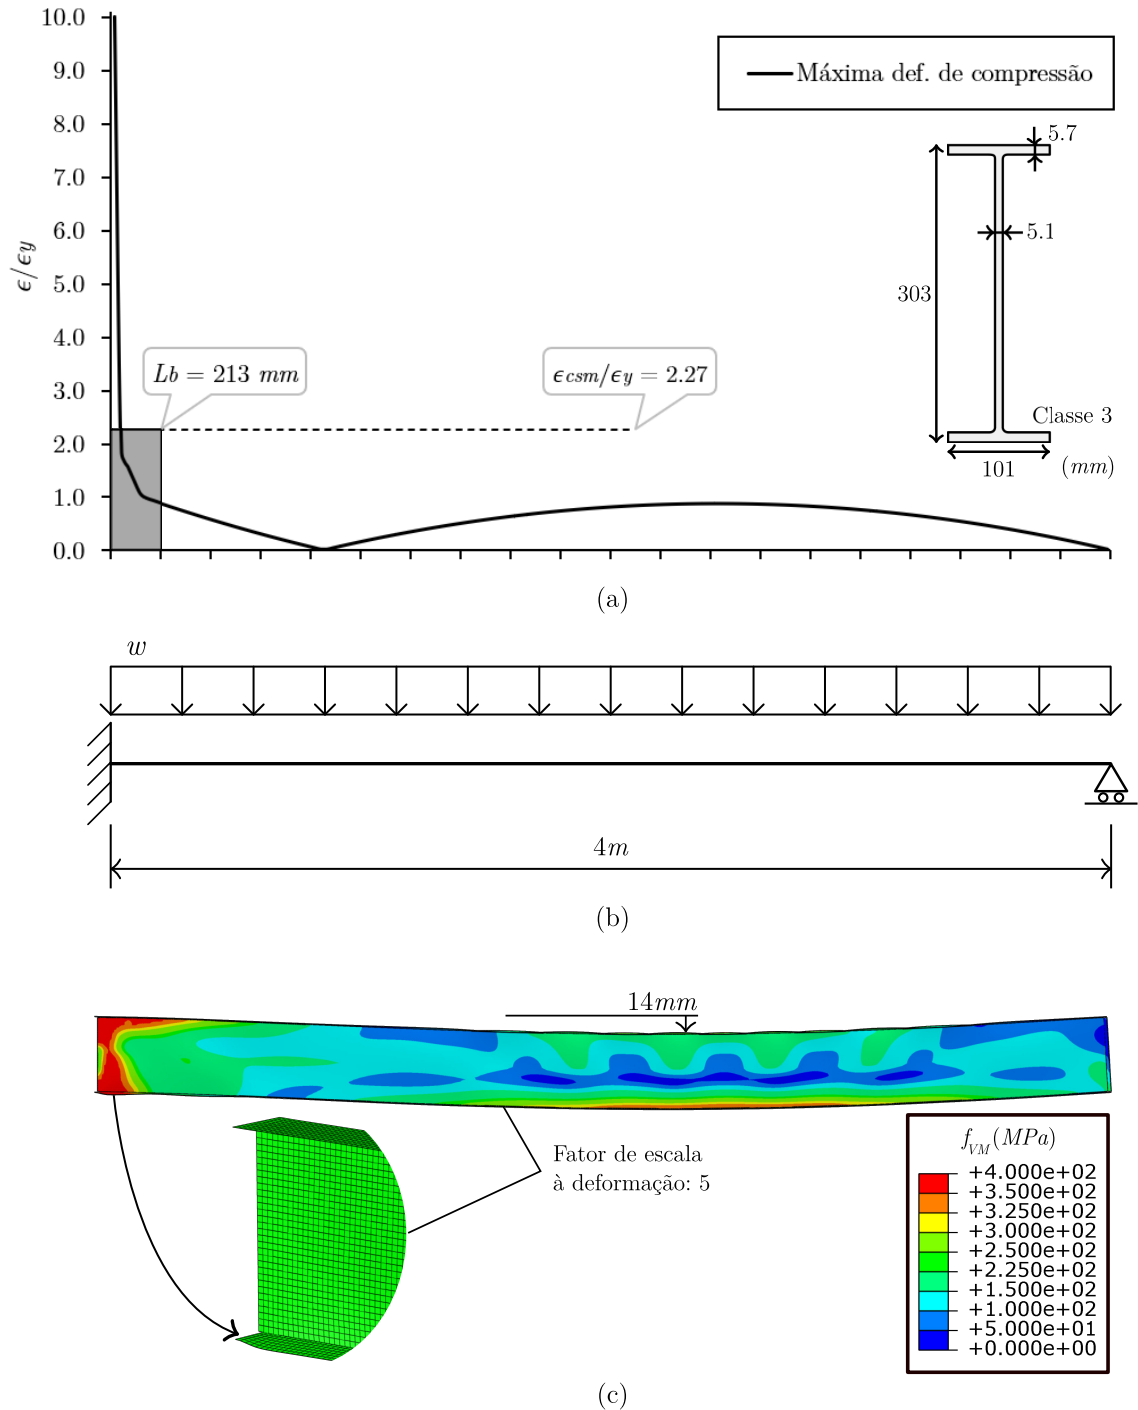 10.0
9.0
8.0
7.0
6.0
5.0
4.0
3.0
2.0
1.0
0.0
ϵ/ϵy
Máxima def. de compressão
Lb = 213 mm
ϵcsm/ϵy = 2.27
5.7
5.1
303
Classe 3
101
(mm)
(a)
w
4m
(b)
14mm
Fator de escala
à deformação: 5
fVM(MPa)
+4.000e+02
+3.500e+02
+3.250e+02
+3.000e+02
+2.500e+02
+2.250e+02
+1.500e+02
+1.000e+02
+5.000e+01
+0.000e+00
(c)